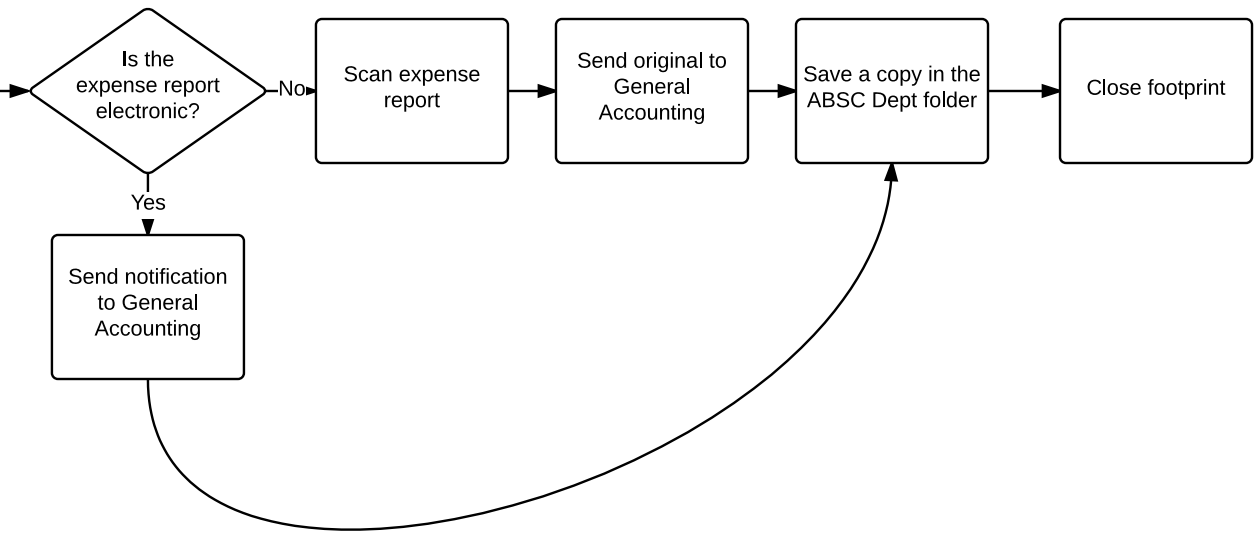 Is the
expense report
electronic?
No
Scan expense
report
Send original to
General
Accounting
Save a copy in the
ABSC Dept folder
Close footprint
Yes
Send notification
to General
Accounting